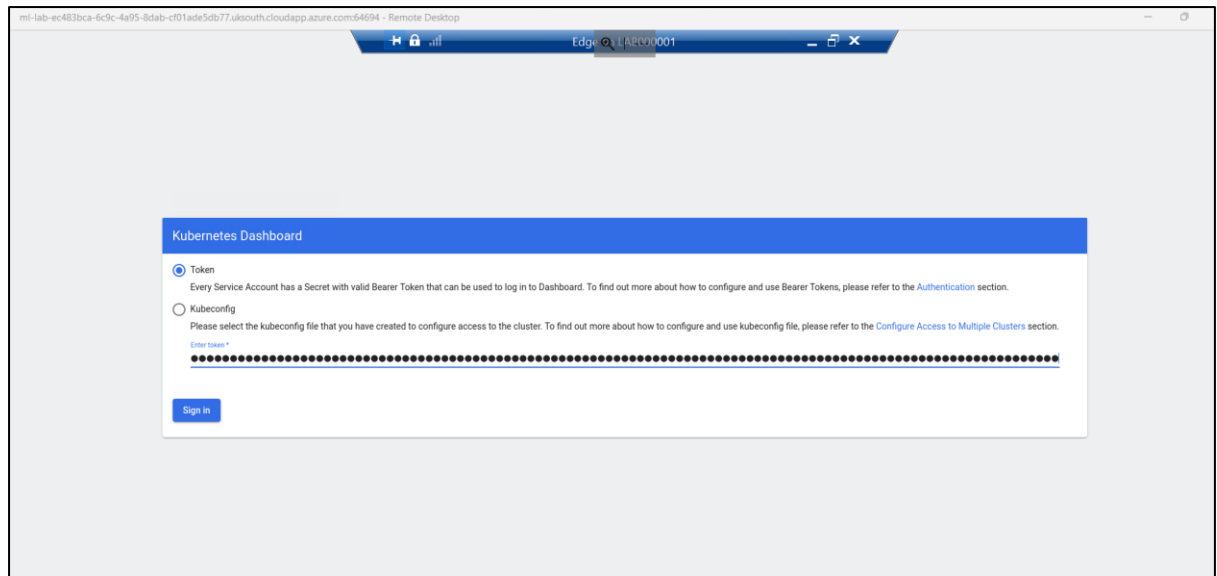 ml-lab-ec483bca-6c9c-4a95-8dab-cf01ade5db77.uksouth.cloudapp.azure.com:64694 - Remote Desktop
Kubernetes Dashboard
Token
Every Service Account has a Secret with valid Bearer Token that can be used to log in to Dashboard. To find out more about how to configure and use Bearer Tokens, please refer to the Authentication section.
Kubeconfig
Please select the kubeconfig file that you have created to configure access to the cluster. To find out more about how to configure and use kubeconfig file, please refer to the Configure Access to Multiple Clusters section.
Enter token *
Sign in